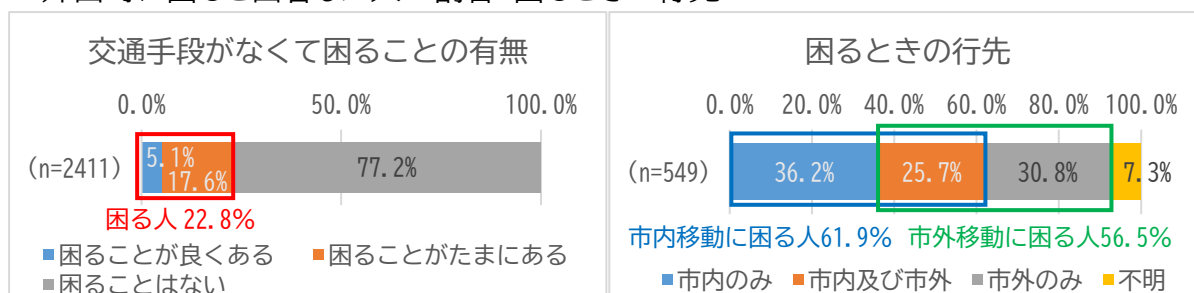 交通手段がなくて困ることの有無
0.0% 50.0% 100.0%
(n=2411) 5.1% 17.6% 77.2%
困る人 22.8%
■困ることが良くある ■困ることがたまにある
■困ることはない
困るときの行先
0.0% 20.0% 40.0% 60.0% 80.0% 100.0%
(n=549) 36.2% 25.7% 30.8% 7.3%
市内移動に困る人61.9% 市外移動に困る人56.5%
■市内のみ ■市内及び市外 ■市外のみ ■不明